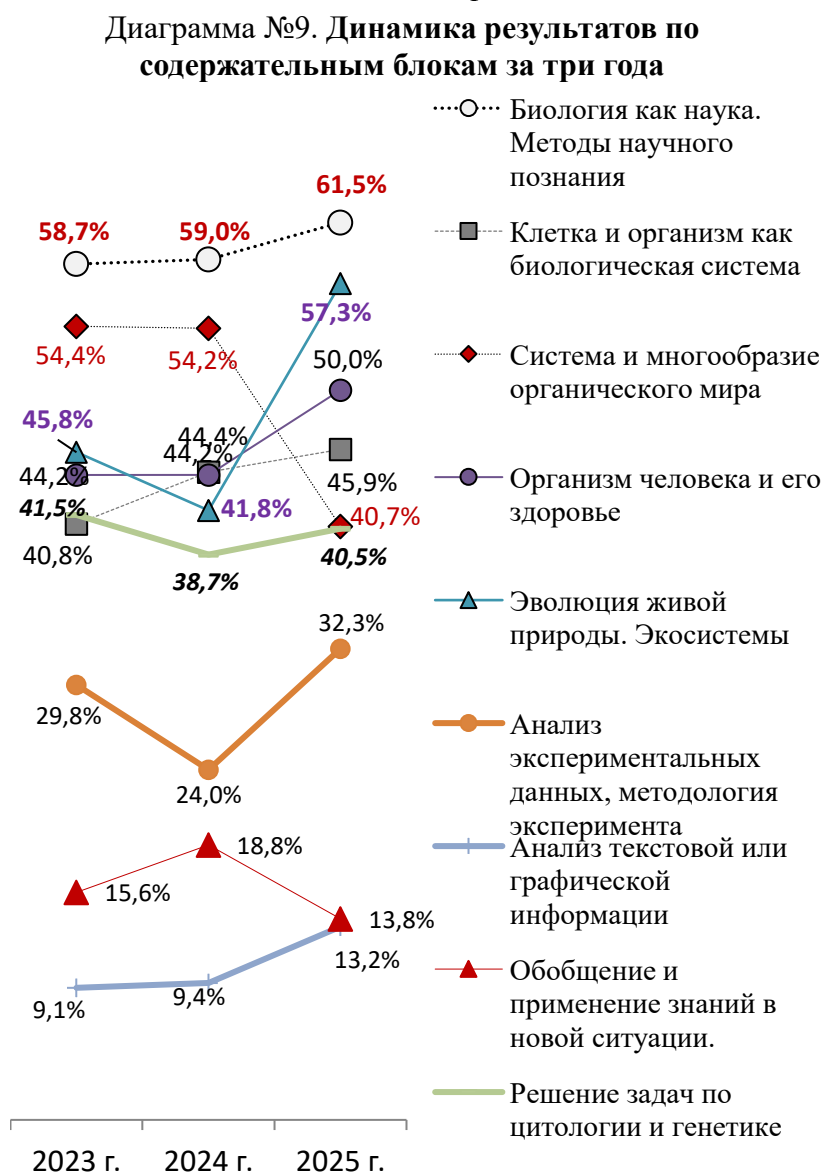 Диаграмма №9. Динамика результатов по
содержательным блокам за три года
Биология как наука.
Методы научного
познания
Клетка и организм как
биологическая система
Система и многообразие
органического мира
Организм человека и его
здоровье
Эволюция живой
природы. Экосистемы
Анализ
экспериментальных
данных, методология
эксперимента
Анализ текстовой или
графической
информации
Обобщение и
применение знаний в
новой ситуации.
Решение задач по
цитологии и генетике
58,7%
59,0%
61,5%
54,4%
54,2%
57,3%
50,0%
45,8%
44,4%
44,2%
44,2%
45,9%
41,5%
41,8%
40,7%
40,8%
38,7%
40,5%
32,3%
29,8%
24,0%
18,8%
15,6%
13,8%
13,2%
9,1%
9,4%
2023 г.
2024 г.
2025 г.